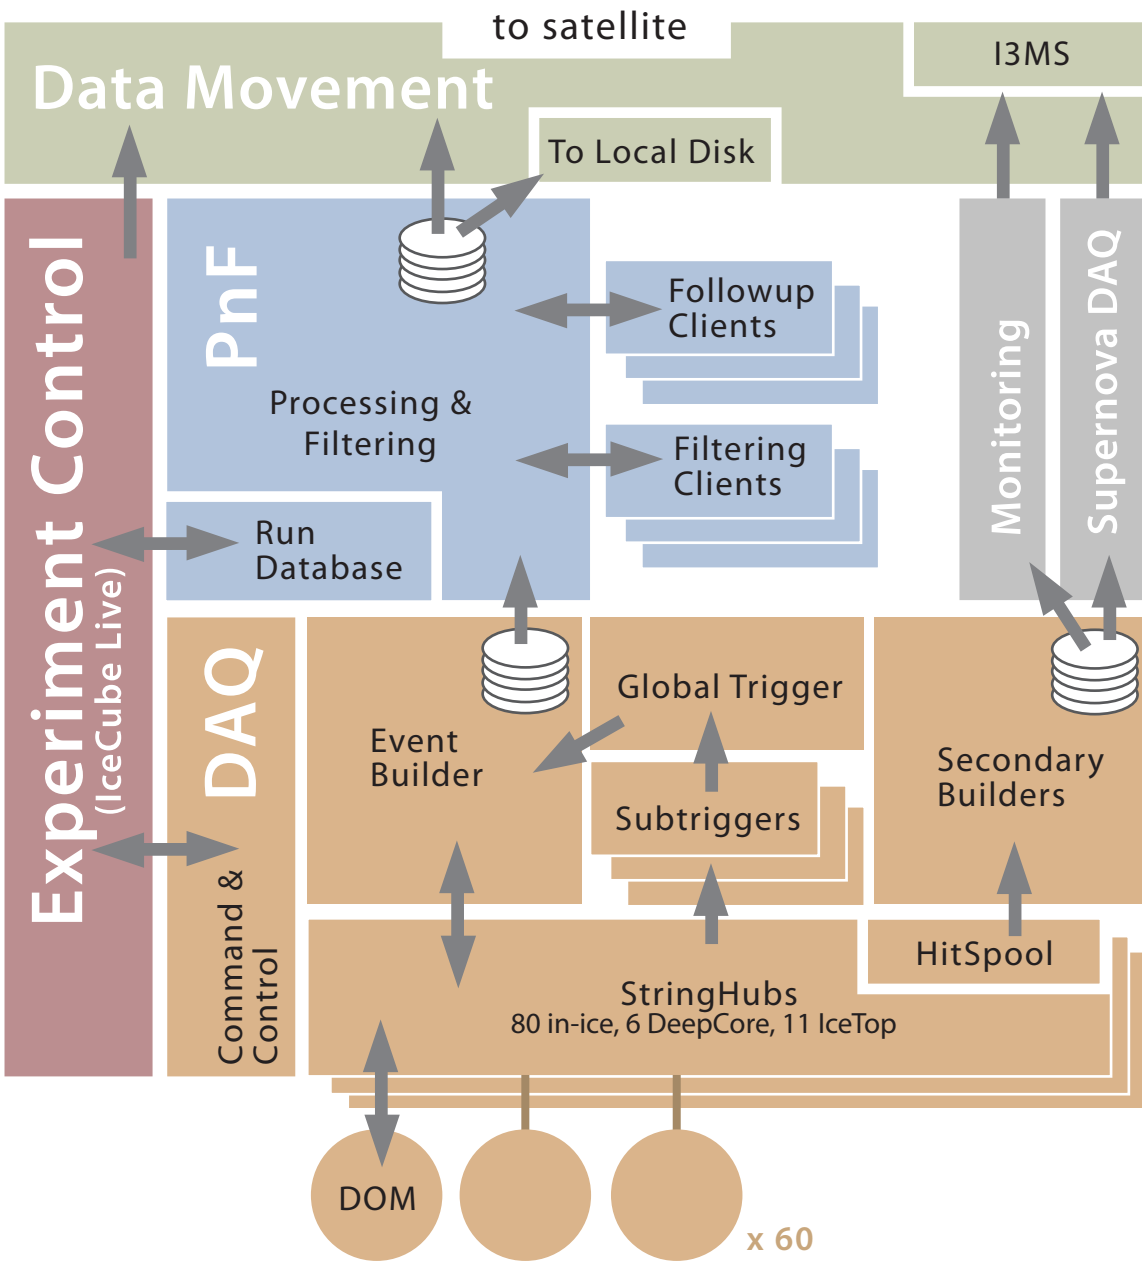 to satellite
I3MS
Data Movement
To Local Disk
Experiment Control
(IceCube Live)
PnF
Processing &
Filtering
Followup
Clients
Filtering
Clients
Monitoring
Supernova DAQ
Run
Database
DAQ
Command &
Control
Event
Builder
Global Trigger
Subtriggers
Secondary
Builders
HitSpool
StringHubs
80 in-ice, 6 DeepCore, 11 IceTop
DOM
x 60